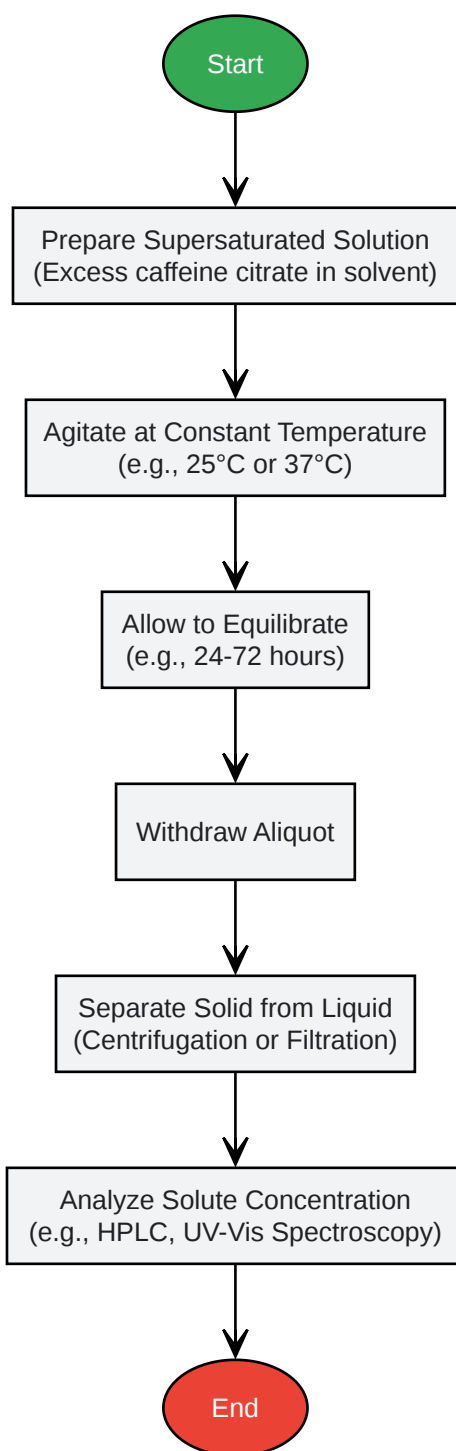 Start
Prepare Supersaturated Solution
(Excess caffeine citrate in solvent)
Agitate at Constant Temperature
(e.g., 25°C or 37°C)
Allow to Equilibrate
(e.g., 24-72 hours)
Withdraw Aliquot
Separate Solid from Liquid
(Centrifugation or Filtration)
Analyze Solute Concentration
(e.g., HPLC, UV-Vis Spectroscopy)
End